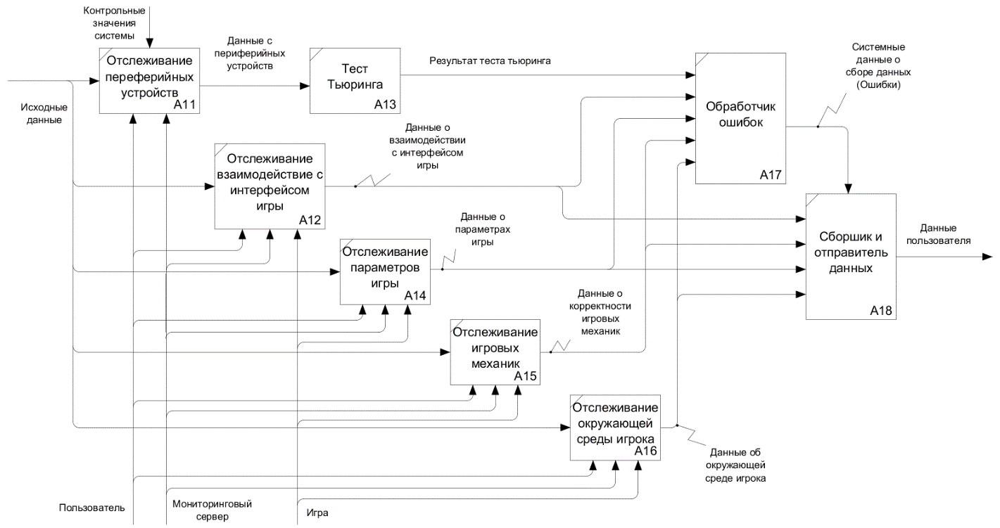 Контрольные
значения
системы
Отслеживание
переферийных
устройств
A11
Данные с
периферийных
устройств
Тест
Тьюринга
A13
Результат теста тьюринга
Обработчик
ошибок
A17
Системные
данные о
сборе данных
(Ошибки)
Исходные
данные
Отслеживание
взаимодействие с
интерфейсом
игры
A12
Данные о
взаимодействии
с интерфейсом
игры
Отслеживание
параметров
игры
A14
Данные о
параметрах
игры
Сборшик и
отправитель
данных
A18
Данные
пользователя
Отслеживание
игровых
механик
A15
Данные о
корректности
игровых
механик
Отслеживание
окружающей
среды игрока
A16
Данные об
окружающей
среде игрока
Пользователь
Мониторинговый
сервер
Игра